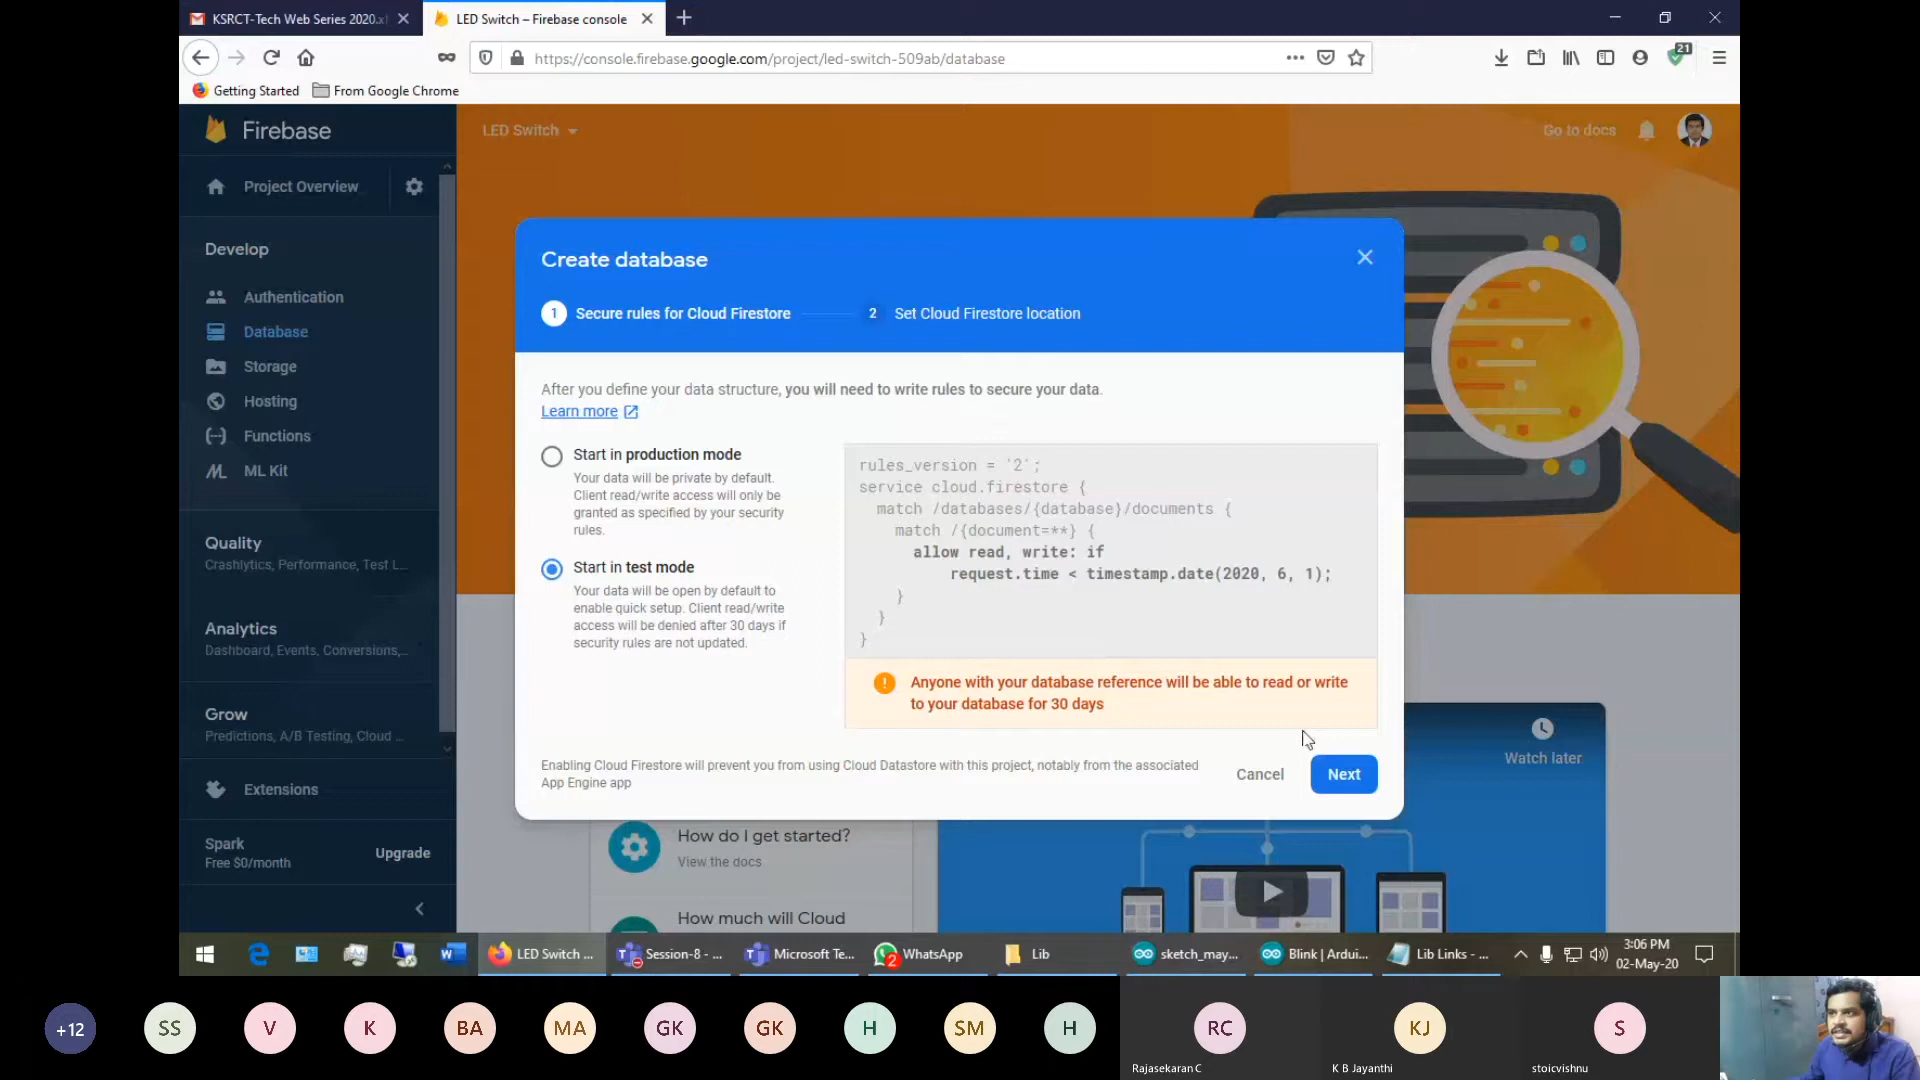 KSRCT-Tech Web Series 2020.x
LED Switch – Firebase console
https://console.firebase.google.com/project/led-switch-509ab/database
21
Getting Started
From Google Chrome
Firebase
LED Switch
Go to docs
Project Overview
Develop
Authentication
Database
Storage
Hosting
Functions
ML Kit
Quality
Crashlytics, Performance, Test L...
Analytics
Dashboard, Events, Conversions,...
Grow
Predictions, A/B Testing, Cloud ...
Extensions
Spark
Free $0/month
Upgrade
Create database
1 Secure rules for Cloud Firestore
2 Set Cloud Firestore location
After you define your data structure, you will need to write rules to secure your data.
Learn more
Start in production mode
Your data will be private by default.
Client read/write access will only be
granted as specified by your security
rules.
Start in test mode
Your data will be open by default to
enable quick setup. Client read/write
access will be denied after 30 days if
security rules are not updated.
rules_version = '2';
service cloud.firestore {
match /databases/{database}/documents {
match /{document=**} {
allow read, write: if
request.time < timestamp.date(2020, 6, 1);
}
}
}
! Anyone with your database reference will be able to read or write
to your database for 30 days
Enabling Cloud Firestore will prevent you from using Cloud Datastore with this project, notably from the associated
App Engine app
Cancel
Next
Watch later
How do I get started?
View the docs
How much will Cloud
LED Switch ...
Session-8 - ...
Microsoft Te...
2
WhatsApp
Lib
sketch_may...
Blink | Ardui...
Lib Links - ...
3:06 PM
02-May-20
+12
SS
V
K
BA
MA
GK
GK
H
SM
H
RC
KJ
S
Rajasekaran C
K B Jayanthi
stoicvishnu